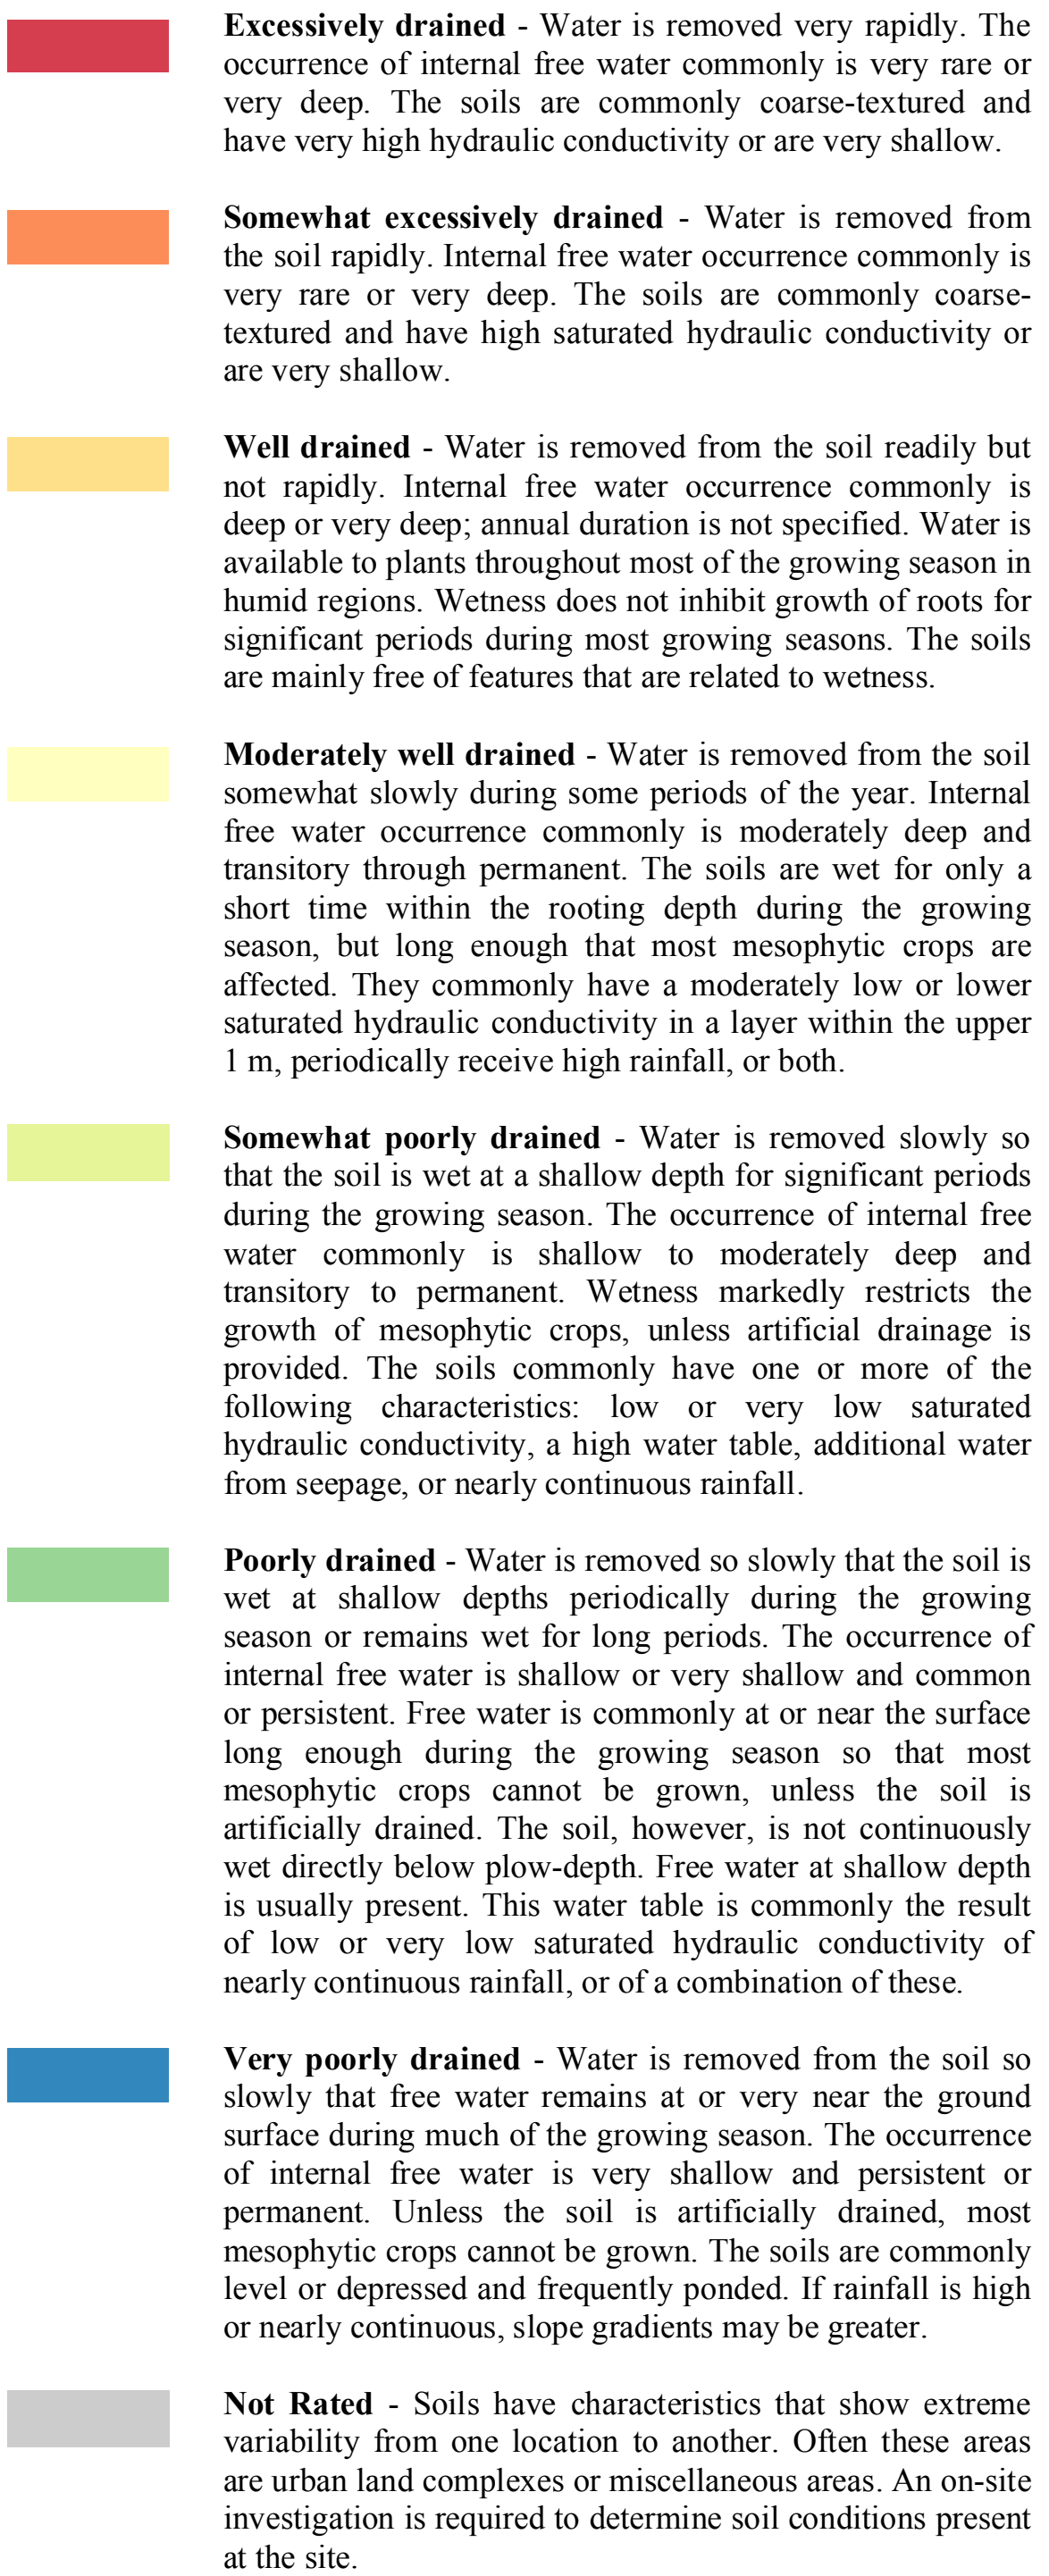 Excessively drained - Water is removed very rapidly. The
occurrence of internal free water commonly is very rare or
very deep. The soils are commonly coarse-textured and
have very high hydraulic conductivity or are very shallow.
Somewhat excessively drained - Water is removed from
the soil rapidly. Internal free water occurrence commonly is
very rare or very deep. The soils are commonly coarse-
textured and have high saturated hydraulic conductivity or
are very shallow.
Well drained - Water is removed from the soil readily but
not rapidly. Internal free water occurrence commonly is
deep or very deep; annual duration is not specified. Water is
available to plants throughout most of the growing season in
humid regions. Wetness does not inhibit growth of roots for
significant periods during most growing seasons. The soils
are mainly free of features that are related to wetness.
Moderately well drained - Water is removed from the soil
somewhat slowly during some periods of the year. Internal
free water occurrence commonly is moderately deep and
transitory through permanent. The soils are wet for only a
short time within the rooting depth during the growing
season, but long enough that most mesophytic crops are
affected. They commonly have a moderately low or lower
saturated hydraulic conductivity in a layer within the upper
1 m, periodically receive high rainfall, or both.
Somewhat poorly drained - Water is removed slowly so
that the soil is wet at a shallow depth for significant periods
during the growing season. The occurrence of internal free
water commonly is shallow to moderately deep and
transitory to permanent. Wetness markedly restricts the
growth of mesophytic crops, unless artificial drainage is
provided. The soils commonly have one or more of the
following characteristics: low or very low saturated
hydraulic conductivity, a high water table, additional water
from seepage, or nearly continuous rainfall.
Poorly drained - Water is removed so slowly that the soil is
wet at shallow depths periodically during the growing
season or remains wet for long periods. The occurrence of
internal free water is shallow or very shallow and common
or persistent. Free water is commonly at or near the surface
long enough during the growing season so that most
mesophytic crops cannot be grown, unless the soil is
artificially drained. The soil, however, is not continuously
wet directly below plow-depth. Free water at shallow depth
is usually present. This water table is commonly the result
of low or very low saturated hydraulic conductivity of
nearly continuous rainfall, or of a combination of these.
Very poorly drained - Water is removed from the soil so
slowly that free water remains at or very near the ground
surface during much of the growing season. The occurrence
of internal free water is very shallow and persistent or
permanent. Unless the soil is artificially drained, most
mesophytic crops cannot be grown. The soils are commonly
level or depressed and frequently ponded. If rainfall is high
or nearly continuous, slope gradients may be greater.
Not Rated - Soils have characteristics that show extreme
variability from one location to another. Often these areas
are urban land complexes or miscellaneous areas. An on-site
investigation is required to determine soil conditions present
at the site.